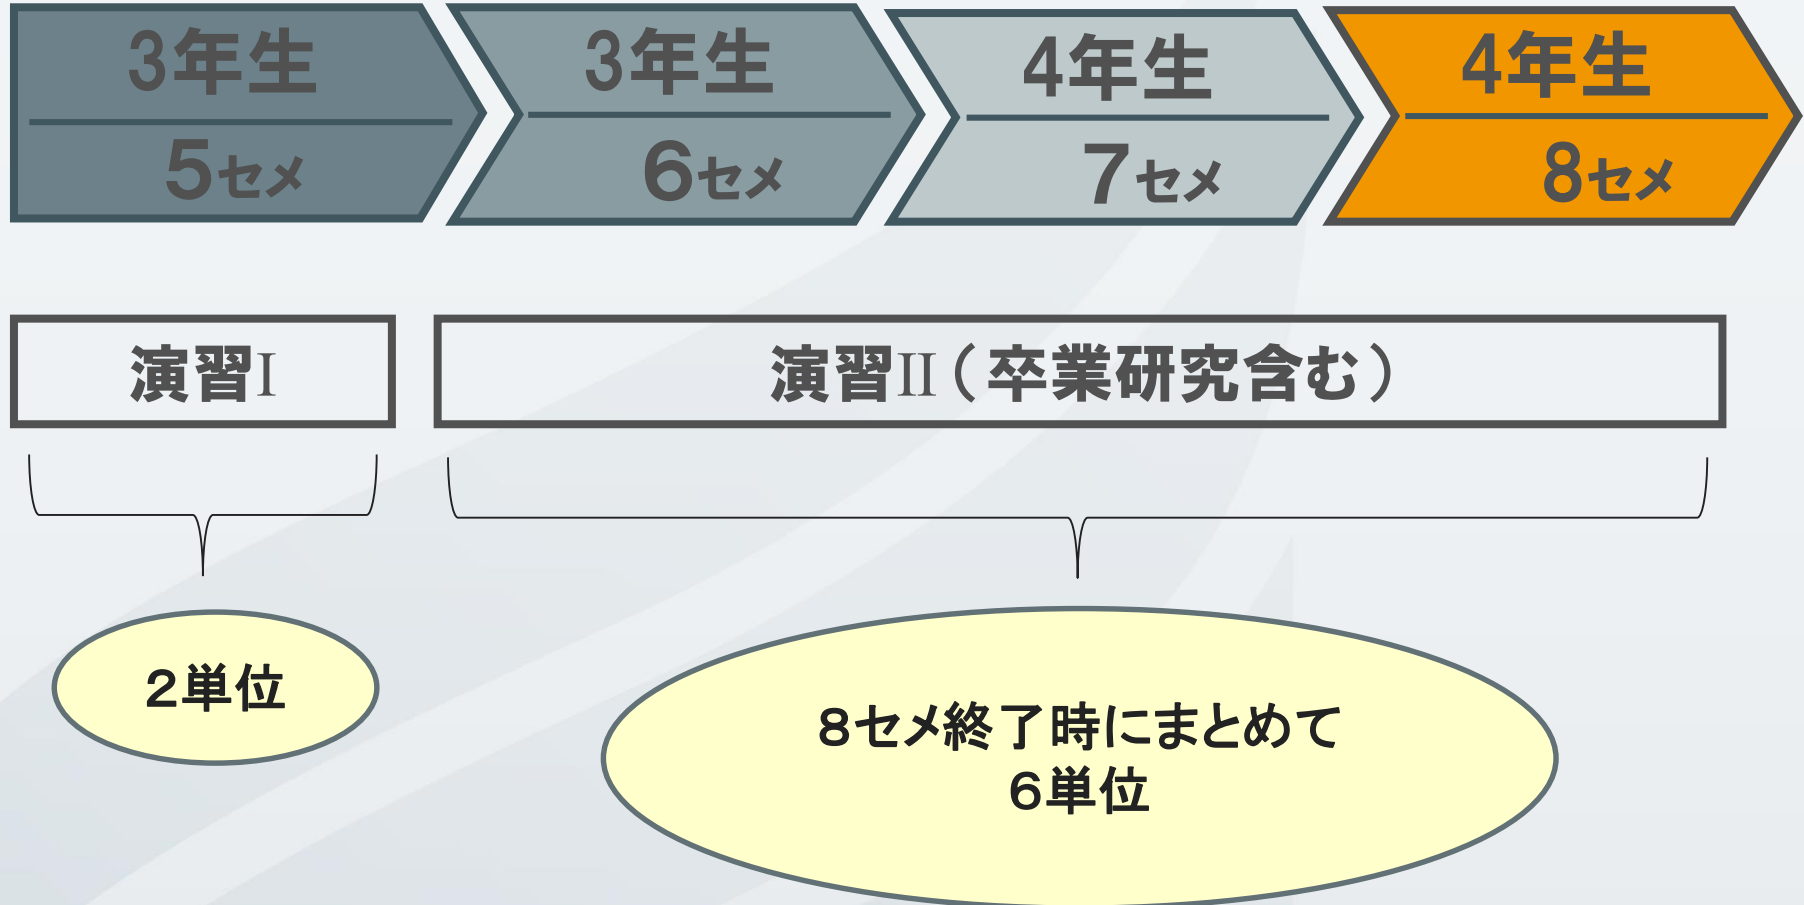 3年生
5セメ
3年生
6セメ
4年生
7セメ
4年生
8セメ
演習Ⅰ
演習Ⅱ（卒業研究含む）
2単位
8セメ終了時にまとめて
6単位